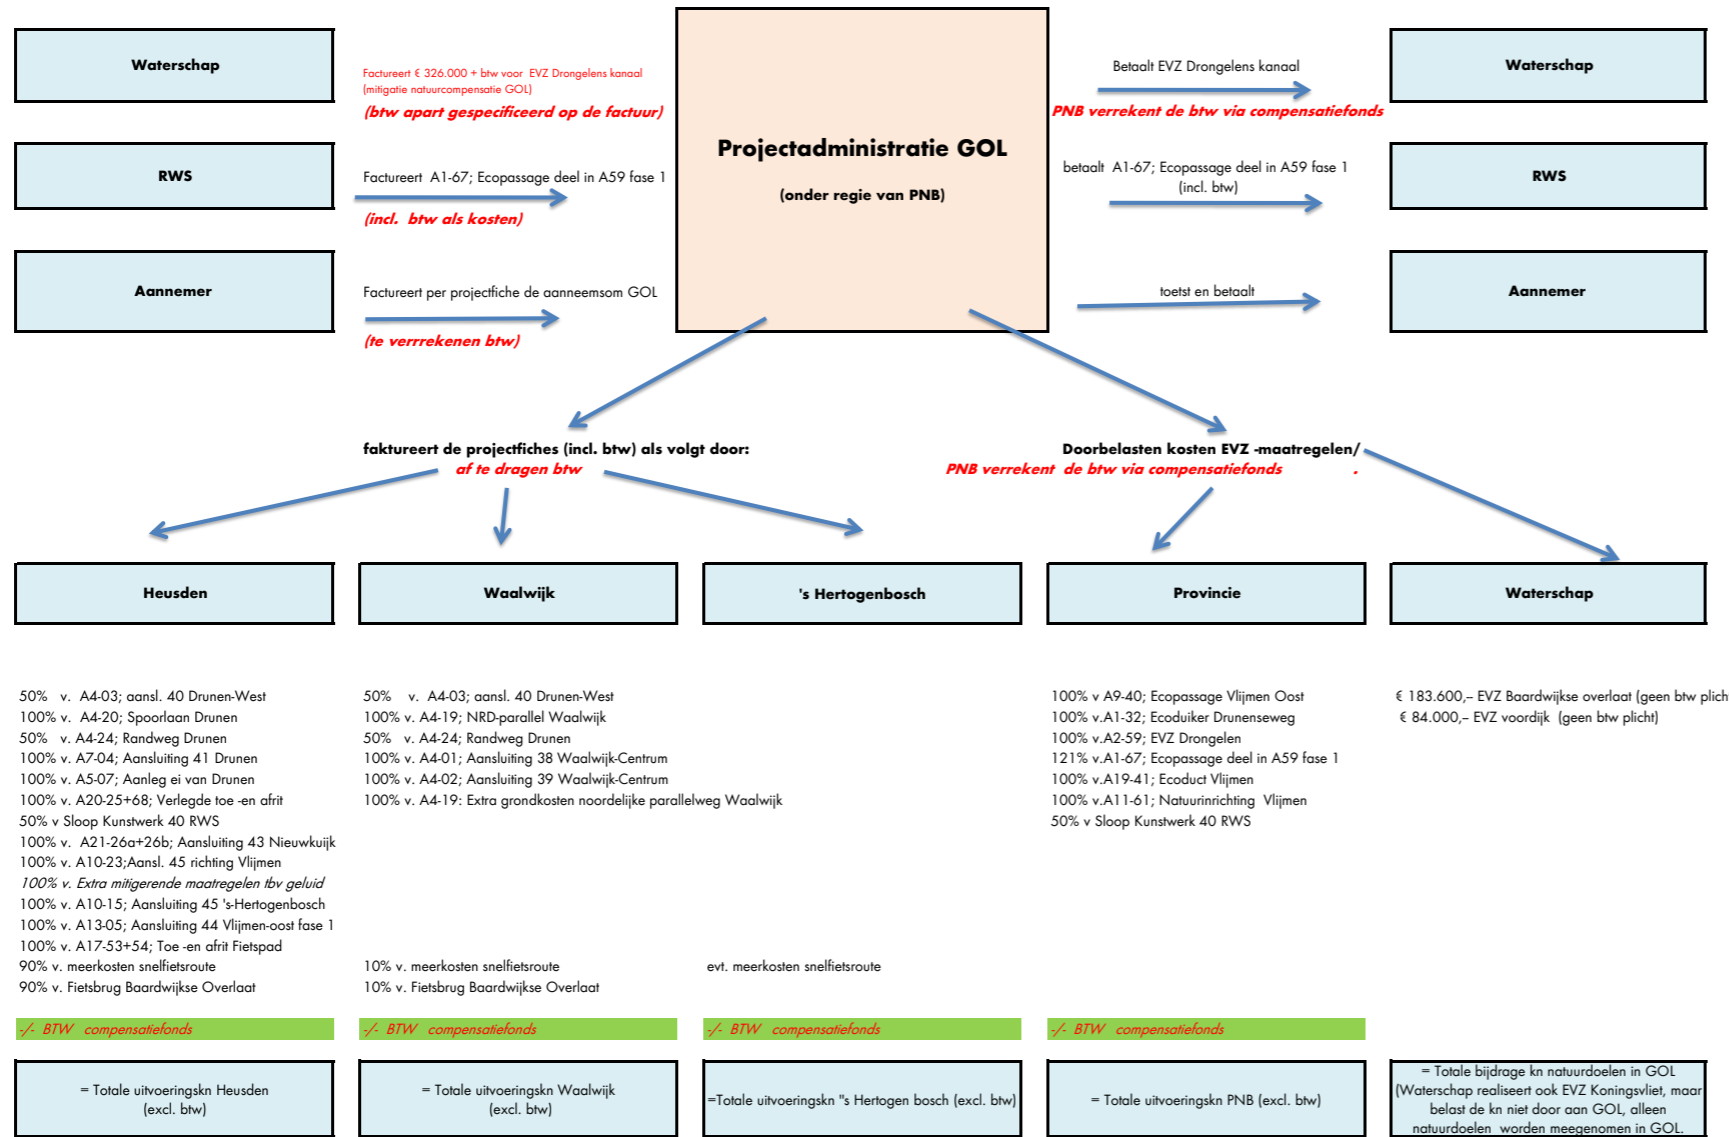 Waterschap
Factureert € 326.000 + btw voor EVZ Drongelens kanaal
(mitigatie natuurcompensatie GOL)
(btw apart gespecificeerd op de factuur)
Projectadministratie GOL
(onder regie van PNB)
Betaalt EVZ Drongelens kanaal
PNB verrekent de btw via compensatiefonds
Waterschap
RWS
Factureert A1-67; Ecopassage deel in A59 fase 1
(incl. btw als kosten)
betaalt A1-67; Ecopassage deel in A59 fase 1
(incl. btw)
RWS
Aannemer
Factureert per projectfiche de aanneemsom GOL
(te verrrekenen btw)
toetst en betaalt
Aannemer
faktureert de projectfiches (incl. btw) als volgt door:
af te dragen btw
Doorbelasten kosten EVZ -maatregelen/
PNB verrekent de btw via compensatiefonds .
Heusden
Waalwijk
's Hertogenbosch
Provincie
Waterschap
50% v. A4-03; aansl. 40 Drunen-West
100% v. A4-20; Spoorlaan Drunen
50% v. A4-24; Randweg Drunen
100% v. A7-04; Aansluiting 41 Drunen
100% v. A5-07; Aanleg ei van Drunen
100% v. A20-25+68; Verlegde toe -en afrit
50% v Sloop Kunstwerk 40 RWS
100% v. A21-26a+26b; Aansluiting 43 Nieuwkuijk
100% v. A10-23;Aansl. 45 richting Vlijmen
100% v. Extra mitigerende maatregelen tbv geluid
100% v. A10-15; Aansluiting 45 's-Hertogenbosch
100% v. A13-05; Aansluiting 44 Vlijmen-oost fase 1
100% v. A17-53+54; Toe -en afrit Fietspad
90% v. meerkosten snelfietsroute
90% v. Fietsbrug Baardwijkse Overlaat
50% v. A4-03; aansl. 40 Drunen-West
100% v. A4-19; NRD-parallel Waalwijk
50% v. A4-24; Randweg Drunen
100% v. A4-01; Aansluiting 38 Waalwijk-Centrum
100% v. A4-02; Aansluiting 39 Waalwijk-Centrum
100% v. A4-19: Extra grondkosten noordelijke parallelweg Waalwijk
10% v. meerkosten snelfietsroute
10% v. Fietsbrug Baardwijkse Overlaat
evt. meerkosten snelfietsroute
100% v A9-40; Ecopassage Vlijmen Oost
100% v.A1-32; Ecoduiker Drunenseweg
100% v.A2-59; EVZ Drongelen
121% v.A1-67; Ecopassage deel in A59 fase 1
100% v.A19-41; Ecoduct Vlijmen
100% v.A11-61; Natuurinrichting Vlijmen
50% v Sloop Kunstwerk 40 RWS
€ 183.600,– EVZ Baardwijkse overlaat (geen btw plich
€ 84.000,– EVZ voordijk (geen btw plicht)
-/- BTW compensatiefonds
-/- BTW compensatiefonds
-/- BTW compensatiefonds
-/- BTW compensatiefonds
= Totale uitvoeringskn Heusden
(excl. btw)
= Totale uitvoeringskn Waalwijk
(excl. btw)
=Totale uitvoeringskn "s Hertogen bosch (excl. btw)
= Totale uitvoeringskn PNB (excl. btw)
= Totale bijdrage kn natuurdoelen in GOL
(Waterschap realiseert ook EVZ Koningsvliet, maar
belast de kn niet door aan GOL, alleen
natuurdoelen worden meegenomen in GOL.